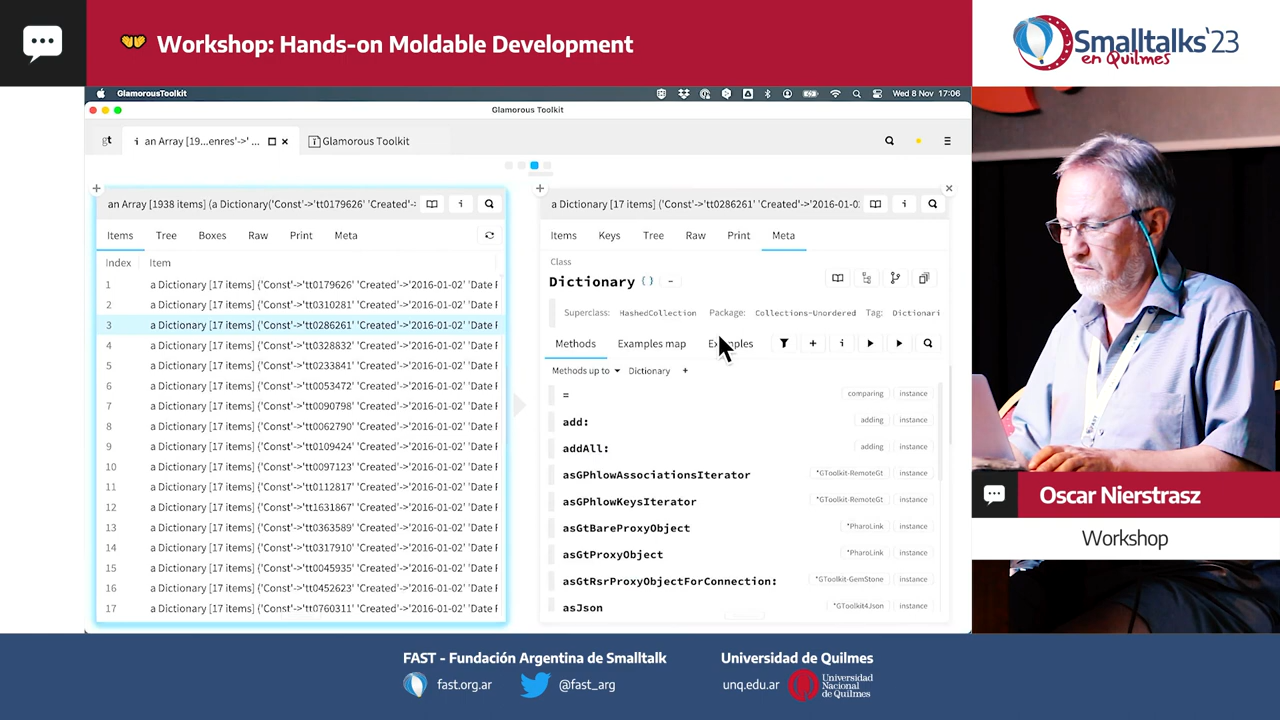 Workshop: Hands-on Moldable Development
Smalltalks'23
en Quilmes
GlamorousToolkit
Wed 8 Nov 17:06
Glamorous Toolkit
gt
i an Array [19...enres'->' ...
Glamorous Toolkit
an Array [1938 items] (a Dictionary('Const'->'tt0179626' 'Created'->
Items Tree Boxes Raw Print Meta
Index Item
1 a Dictionary [17 items] ('Const'->'tt0179626' 'Created'->'2016-01-02' 'Date
2 a Dictionary [17 items] ('Const'->'tt0310281' 'Created'->'2016-01-02' 'Date
3 a Dictionary [17 items] ('Const'->'tt0286261' 'Created'->'2016-01-02' 'Date
4 a Dictionary [17 items] ('Const'->'tt0328832' 'Created'->'2016-01-02' 'Date
5 a Dictionary [17 items] ('Const'->'tt0233841' 'Created'->'2016-01-02' 'Date
6 a Dictionary [17 items] ('Const'->'tt0053472' 'Created'->'2016-01-02' 'Date
7 a Dictionary [17 items] ('Const'->'tt0090798' 'Created'->'2016-01-02' 'Date
8 a Dictionary [17 items] ('Const'->'tt0062790' 'Created'->'2016-01-02' 'Date
9 a Dictionary [17 items] ('Const'->'tt0109424' 'Created'->'2016-01-02' 'Date
10 a Dictionary [17 items] ('Const'->'tt0097123' 'Created'->'2016-01-02' 'Date
11 a Dictionary [17 items] ('Const'->'tt0112817' 'Created'->'2016-01-02' 'Date
12 a Dictionary [17 items] ('Const'->'tt1631867' 'Created'->'2016-01-02' 'Date
13 a Dictionary [17 items] ('Const'->'tt0363589' 'Created'->'2016-01-02' 'Date
14 a Dictionary [17 items] ('Const'->'tt0317910' 'Created'->'2016-01-02' 'Date
15 a Dictionary [17 items] ('Const'->'tt0045935' 'Created'->'2016-01-02' 'Date
16 a Dictionary [17 items] ('Const'->'tt0452623' 'Created'->'2016-01-02' 'Date
17 a Dictionary [17 items] ('Const'->'tt0760311' 'Created'->'2016-01-02' 'Date
a Dictionary [17 items] ('Const'->'tt0286261' 'Created'->'2016-01-0
Items Keys Tree Raw Print Meta
Class
Dictionary { } –
Superclass: HashedCollection Package: Collections-Unordered Tag: Dictionari
Methods Examples map Examples
Methods up to Dictionary +
= comparing instance
add: adding instance
addAll: adding instance
asGPhlowAssociationsIterator *GToolkit-RemoteGt instance
asGPhlowKeysIterator *GToolkit-RemoteGt instance
asGtBareProxyObject *PharoLink instance
asGtProxyObject *PharoLink instance
asGtRsrProxyObjectForConnection: *GToolkit-GemStone instance
asJson *GToolkit4Json instance
Oscar Nierstrasz
Workshop
FAST - Fundación Argentina de Smalltalk
fast.org.ar @fast_arg
Universidad de Quilmes
unq.edu.ar
Universidad
Nacional
de Quilmes